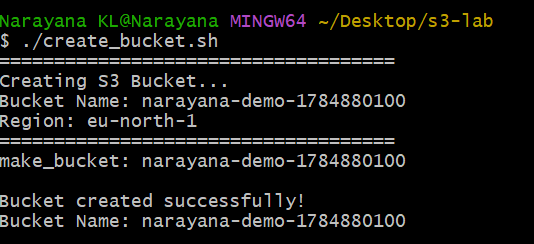 Narayana KL@Narayana MINGW64 ~/Desktop/s3-lab
$ ./create_bucket.sh
====================================
Creating S3 Bucket...
Bucket Name: narayana-demo-1784880100
Region: eu-north-1
====================================
make_bucket: narayana-demo-1784880100

Bucket created successfully!
Bucket Name: narayana-demo-1784880100